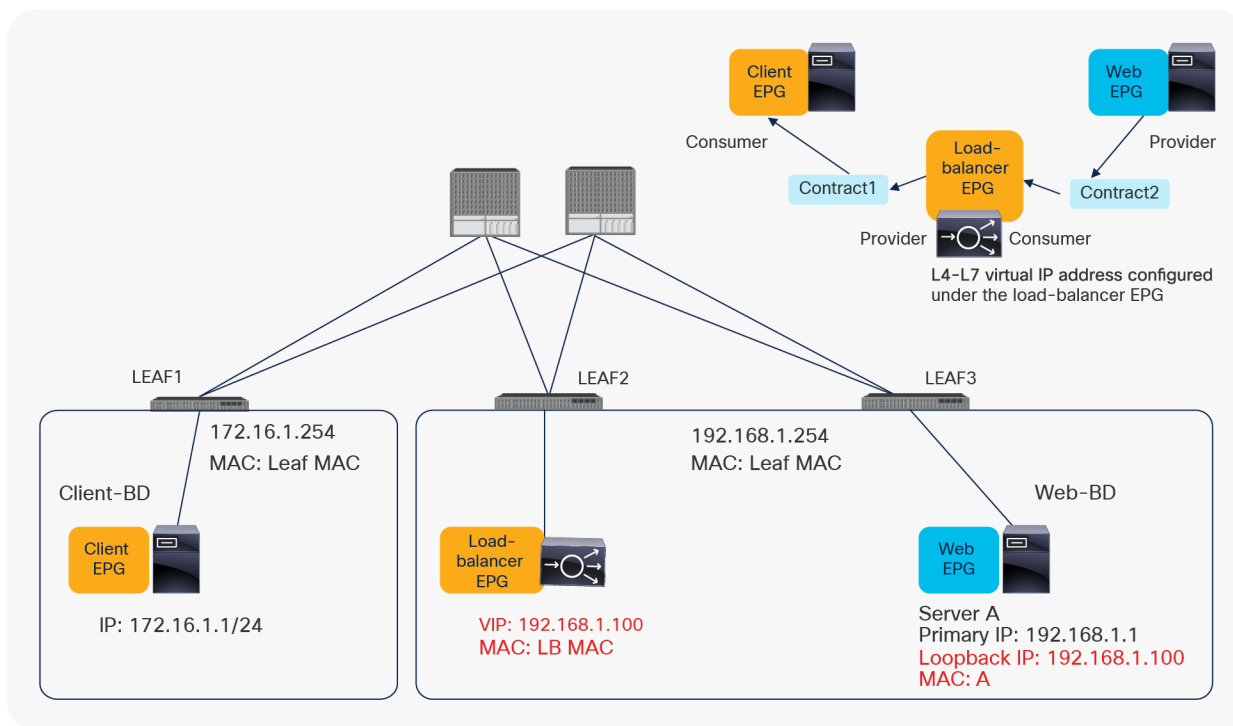 Client
EPG
Web
EPG
Consumer
Load-
balancer
EPG
Provider
Contract1
Contract2
Provider
Consumer
L4-L7 virtual IP address configured
under the load-balancer EPG
LEAF1
LEAF2
LEAF3
172.16.1.254
MAC: Leaf MAC
192.168.1.254
MAC: Leaf MAC
Client-BD
Web-BD
Client
EPG
Load-
balancer
EPG
Web
EPG
IP: 172.16.1.1/24
VIP: 192.168.1.100
MAC: LB MAC
Server A
Primary IP: 192.168.1.1
Loopback IP: 192.168.1.100
MAC: A